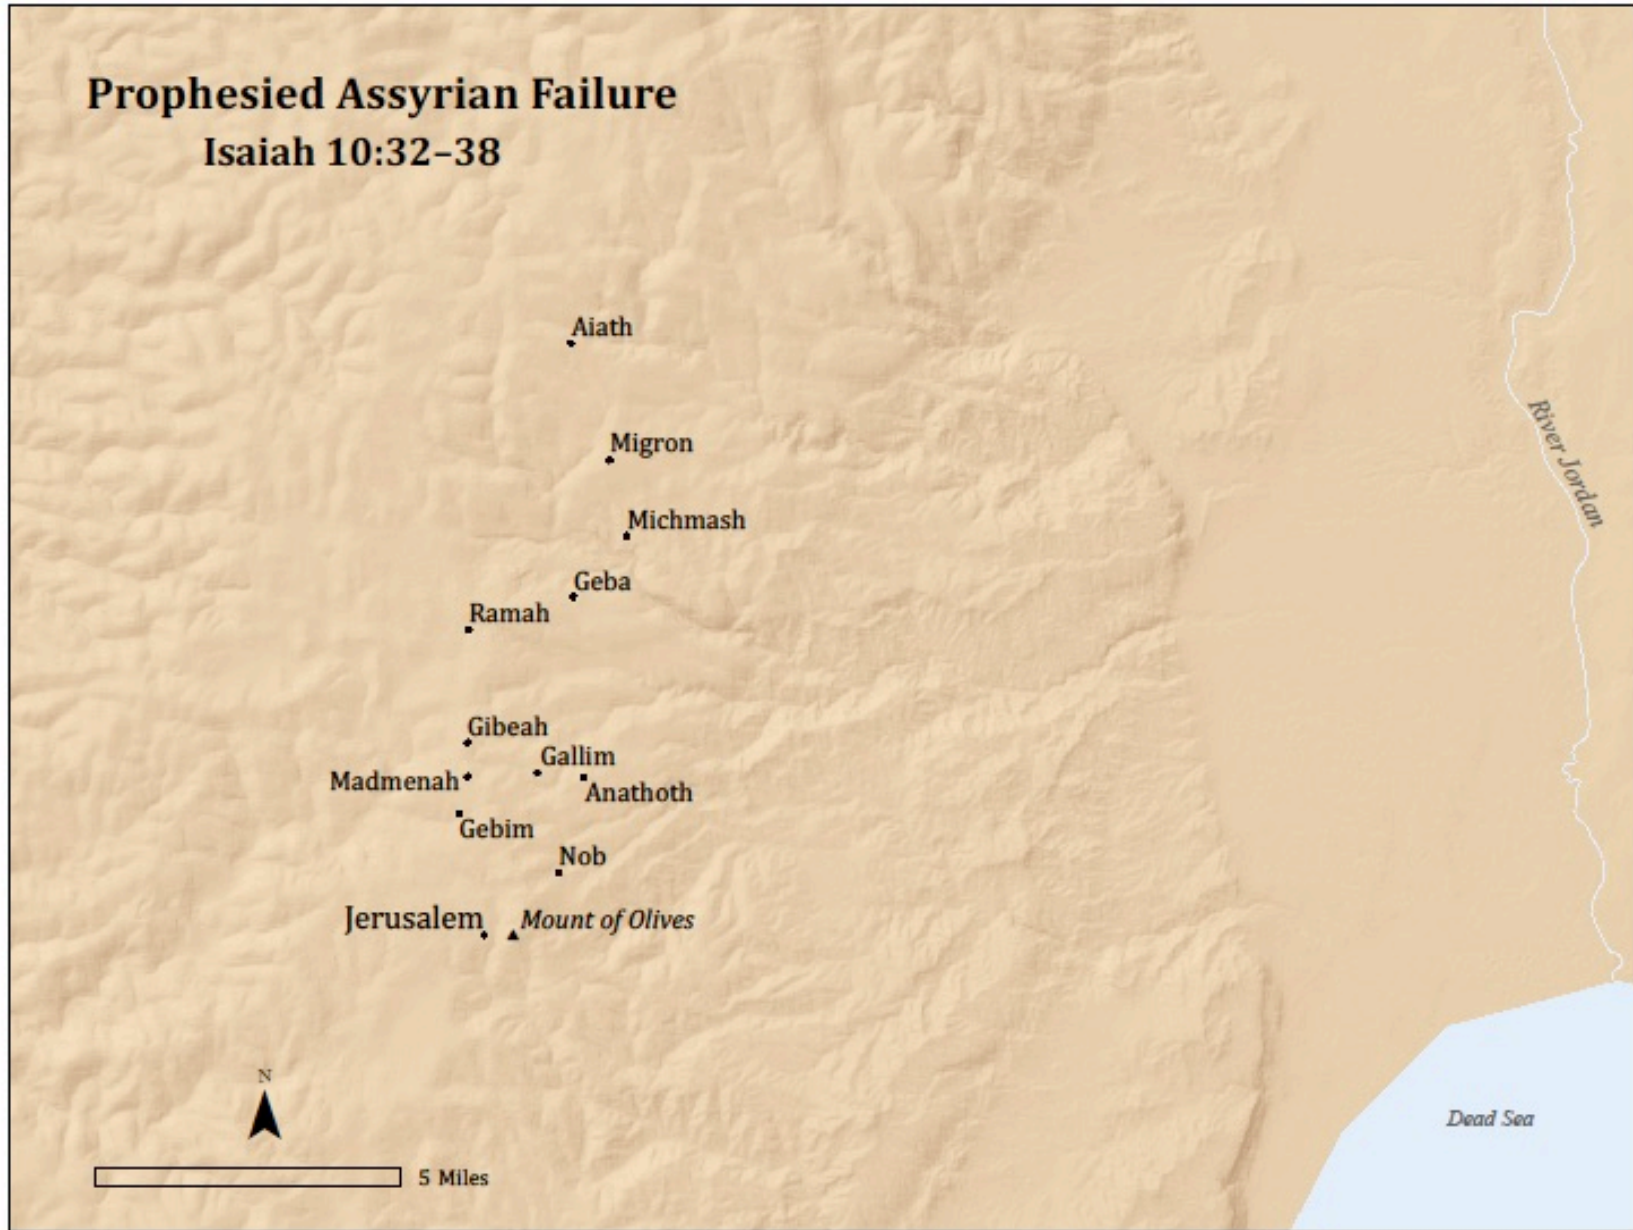 Prophesied Assyrian Failure
Isaiah 10:32–38
Aiath
Migron
Michmash
Geba
Ramah
Gibeah
Gallim
Madmenah
Anathoth
Gebim
Nob
Jerusalem
Mount of Olives
River Jordan
Dead Sea
N
5 Miles